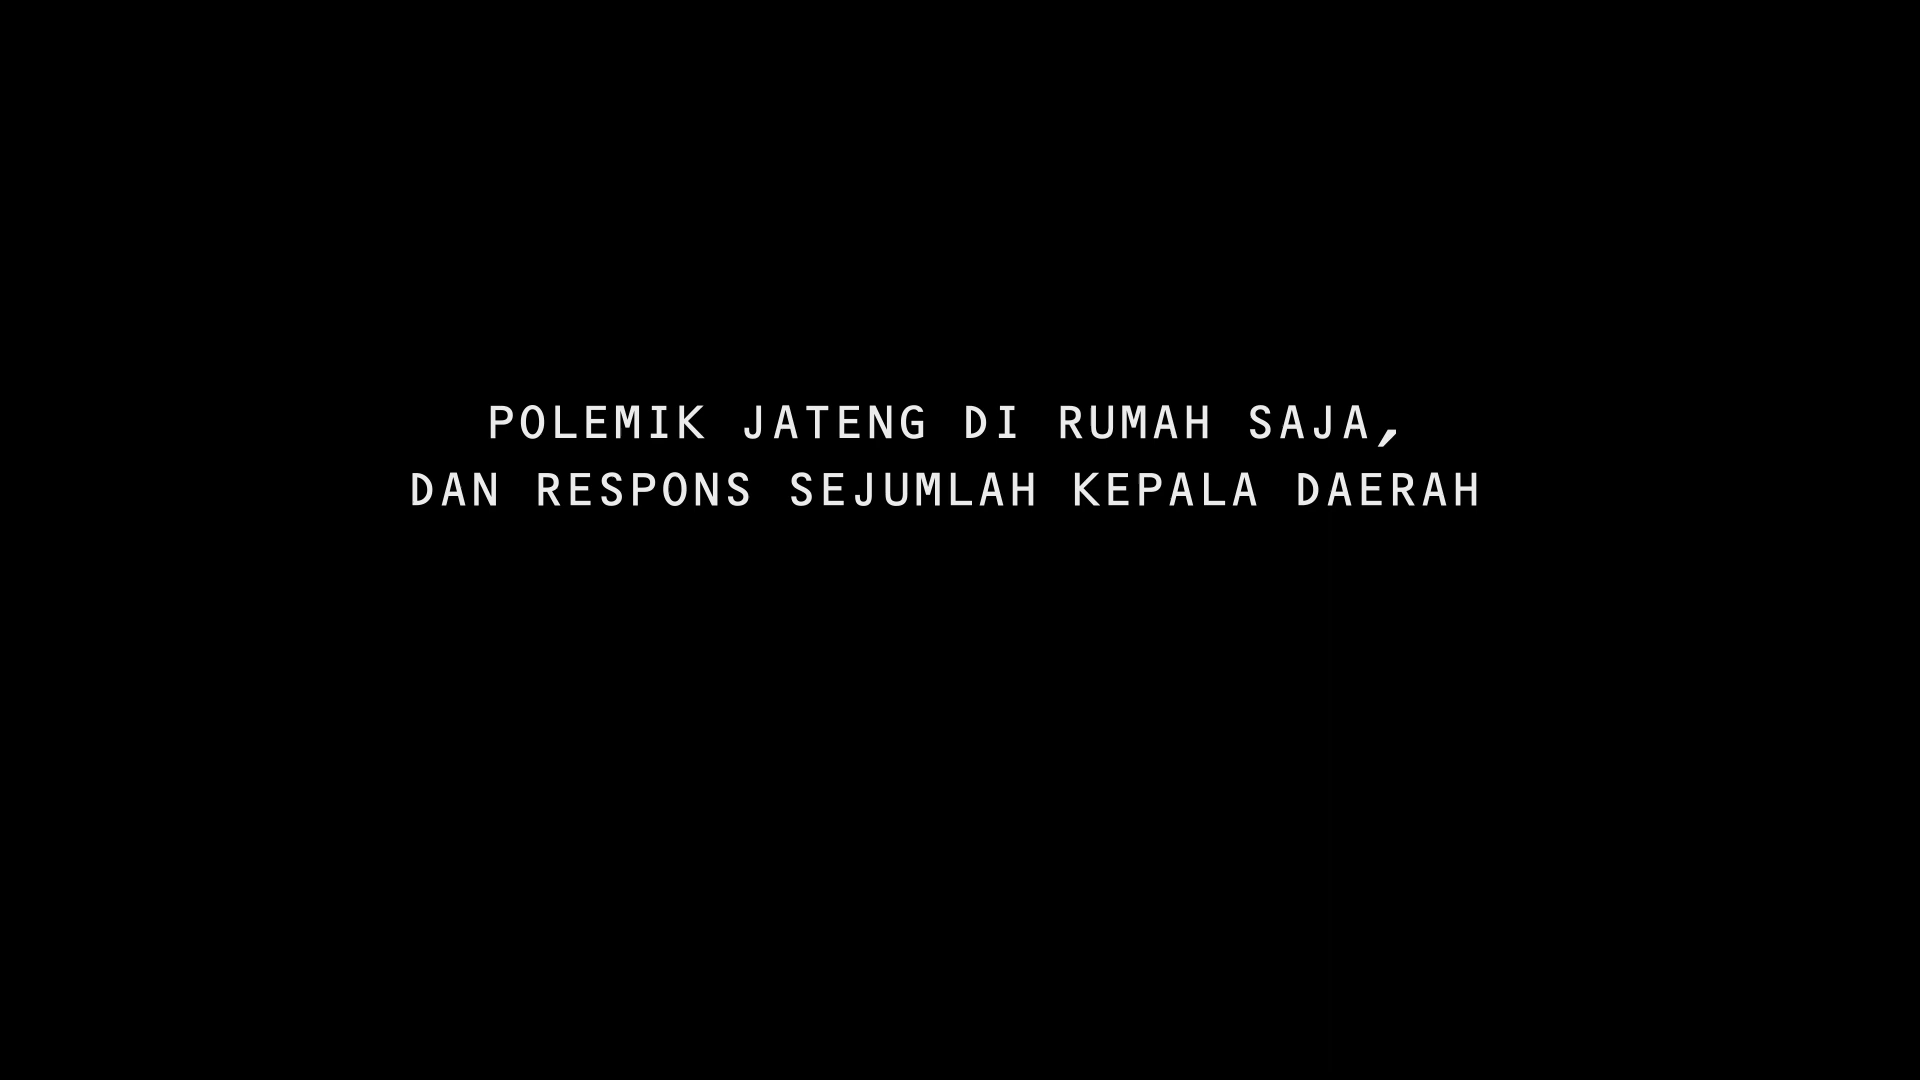 POLEMIK JATENG DI RUMAH SAJA,
DAN RESPONS SEJUMLAH KEPALA DAERAH